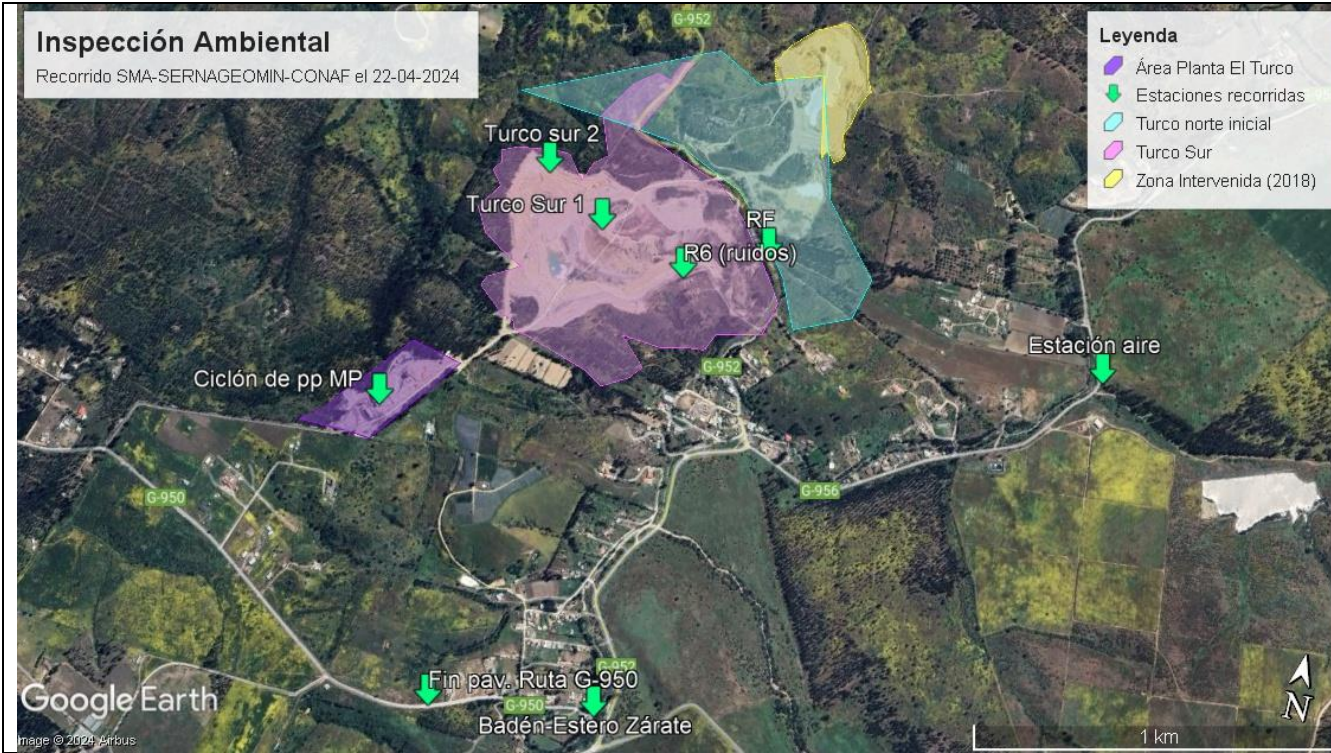 Inspección Ambiental
Recorrido SMA-SERNAGEOMIN-CONAF el 22-04-2024
Leyenda
Área Planta El Turco
Estaciones recorridas
Turco norte inicial
Turco Sur
Zona Intervenida (2018)
G-952
Turco sur 2
Turco Sur 1
RF
R6 (ruidos)
Estación aire
G-952
Ciclón de pp MP
G-950
G-956
G-952
Fin pav. Ruta G-950
G-950
Badén-Estero Zárate
Google Earth
mage © 2024 Airbus
N
1 km